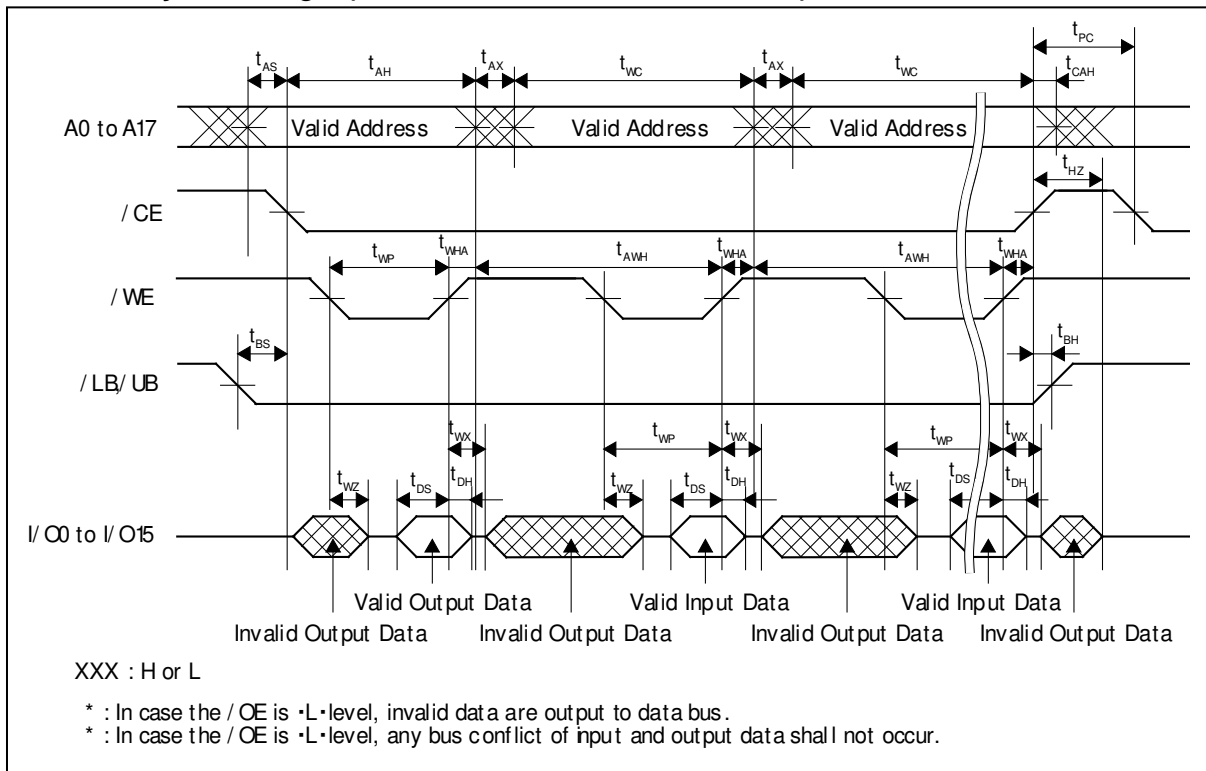 tPC
tAS tAH tAX tWC tAX tWC tCAH
A0 to A17 Valid Address Valid Address Valid Address
tHZ
/CE
tWP tWHA tAWH tWHA tAWH tWHA
/WE
tBS tBH
/LB,/UB
tWX tWP tWX tWP tWX
tWZ tDS tDH tWZ tDS tDH tWZ tDS tDH
I/O0 to I/O15
Valid Output Data Valid Input Data Valid Input Data
Invalid Output Data Invalid Output Data Invalid Output Data Invalid Output Data
XXX : H or L
* : In case the /OE is ･L･level, invalid data are output to data bus.
* : In case the /OE is ･L･level, any bus conflict of input and output data shall not occur.